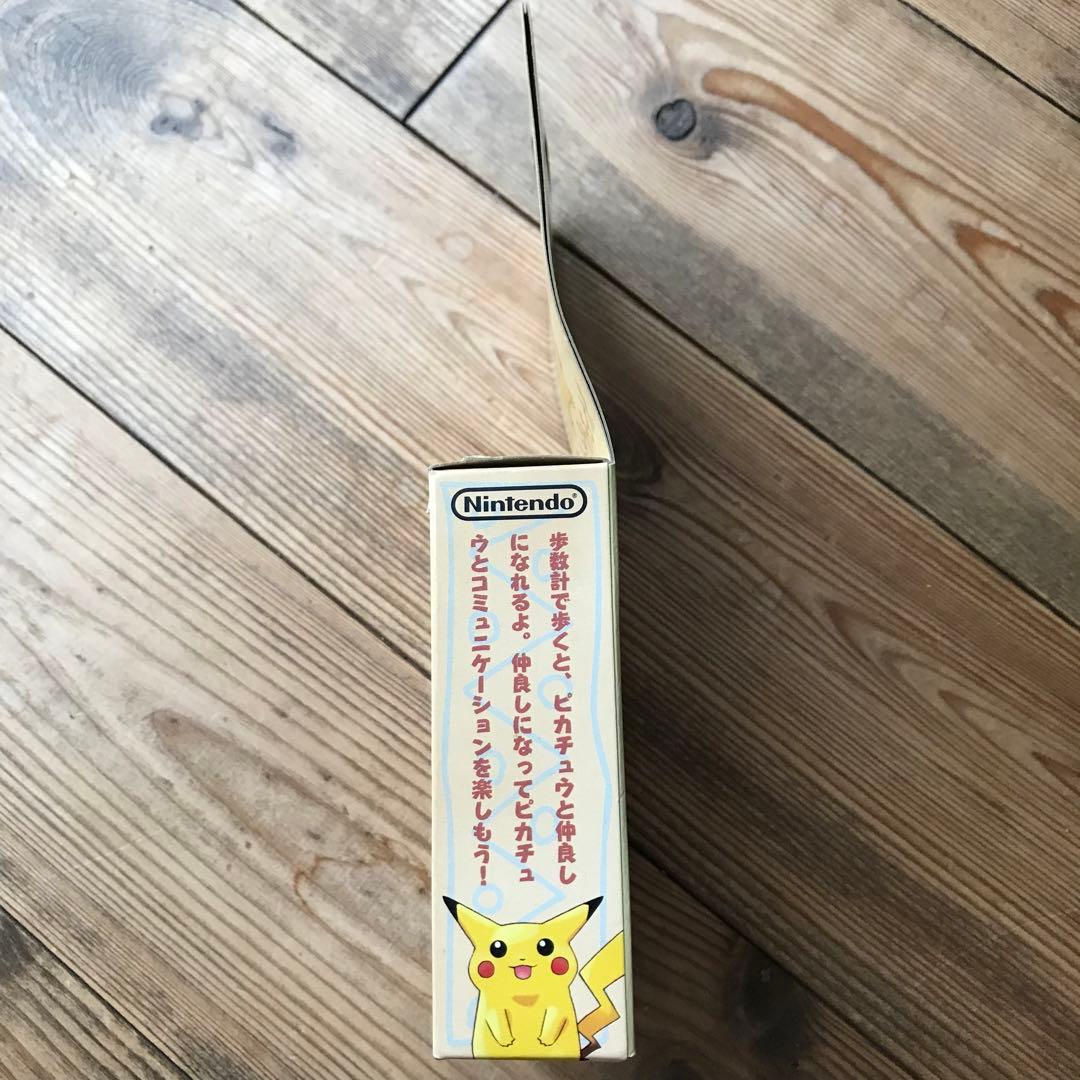 Nintendo®
歩数計で歩くと、ピカチュウと仲良し
になれるよ。仲良しになってピカチュ
ウとコミュニケーションを楽しもう！